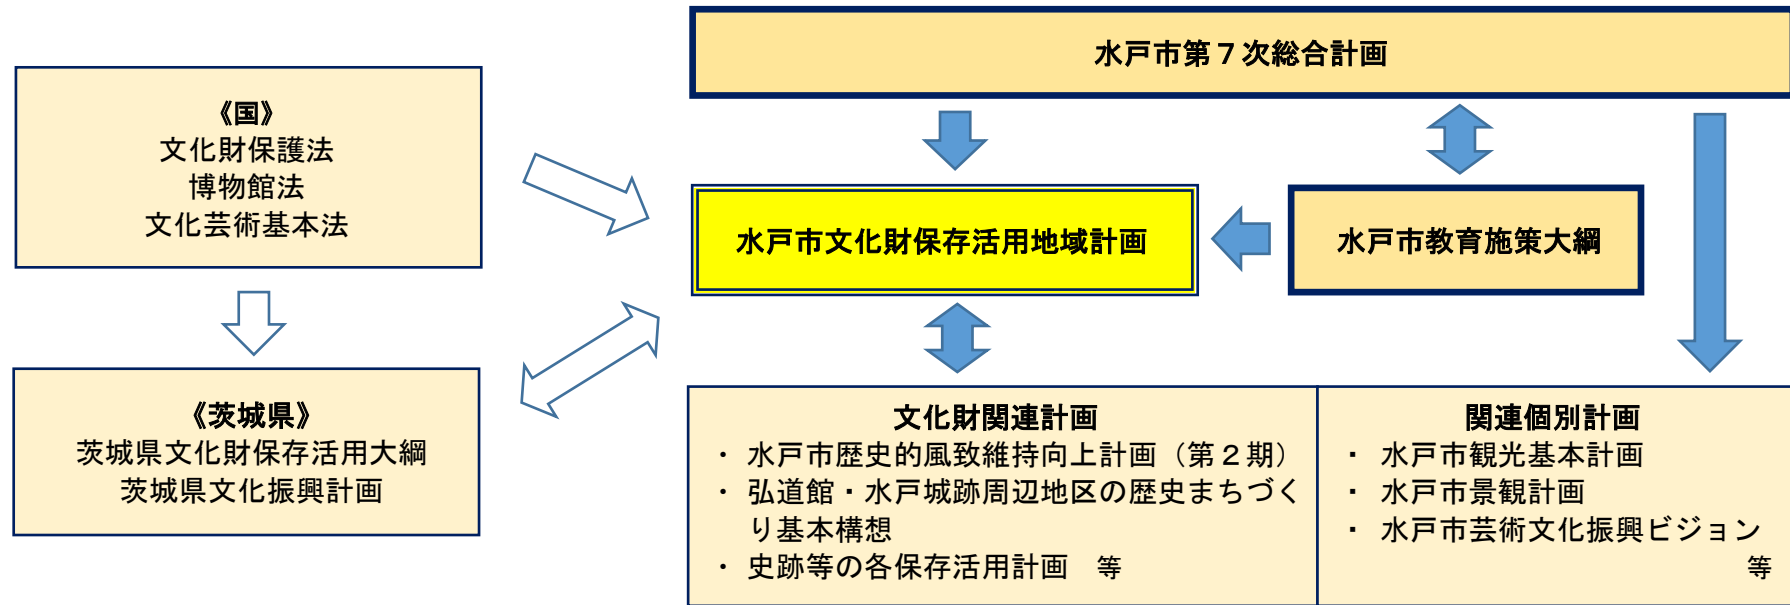 水戸市第７次総合計画
《国》
文化財保護法
博物館法
文化芸術基本法
水戸市文化財保存活用地域計画
水戸市教育施策大綱
《茨城県》
茨城県文化財保存活用大綱
茨城県文化振興計画
文化財関連計画
・ 水戸市歴史的風致維持向上計画（第２期）
・ 弘道館・水戸城跡周辺地区の歴史まちづく
り基本構想
・ 史跡等の各保存活用計画　等
関連個別計画
・ 水戸市観光基本計画
・ 水戸市景観計画
・ 水戸市芸術文化振興ビジョン
等